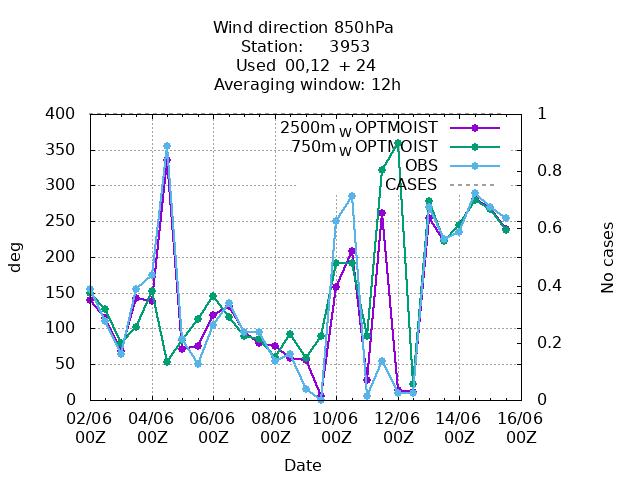 Wind direction 850hPa
Station: 3953
Used 00,12 + 24
Averaging window: 12h
400 1
2500m W OPTMOIST
350 750m W OPTMOIST
300 OBS 0.8
CASES
250 0.6
200
150 0.4
100
50 0.2
0 0
deg
No cases
02/06 04/06 06/06 08/06 10/06 12/06 14/06 16/06
00Z 00Z 00Z 00Z 00Z 00Z 00Z 00Z
Date